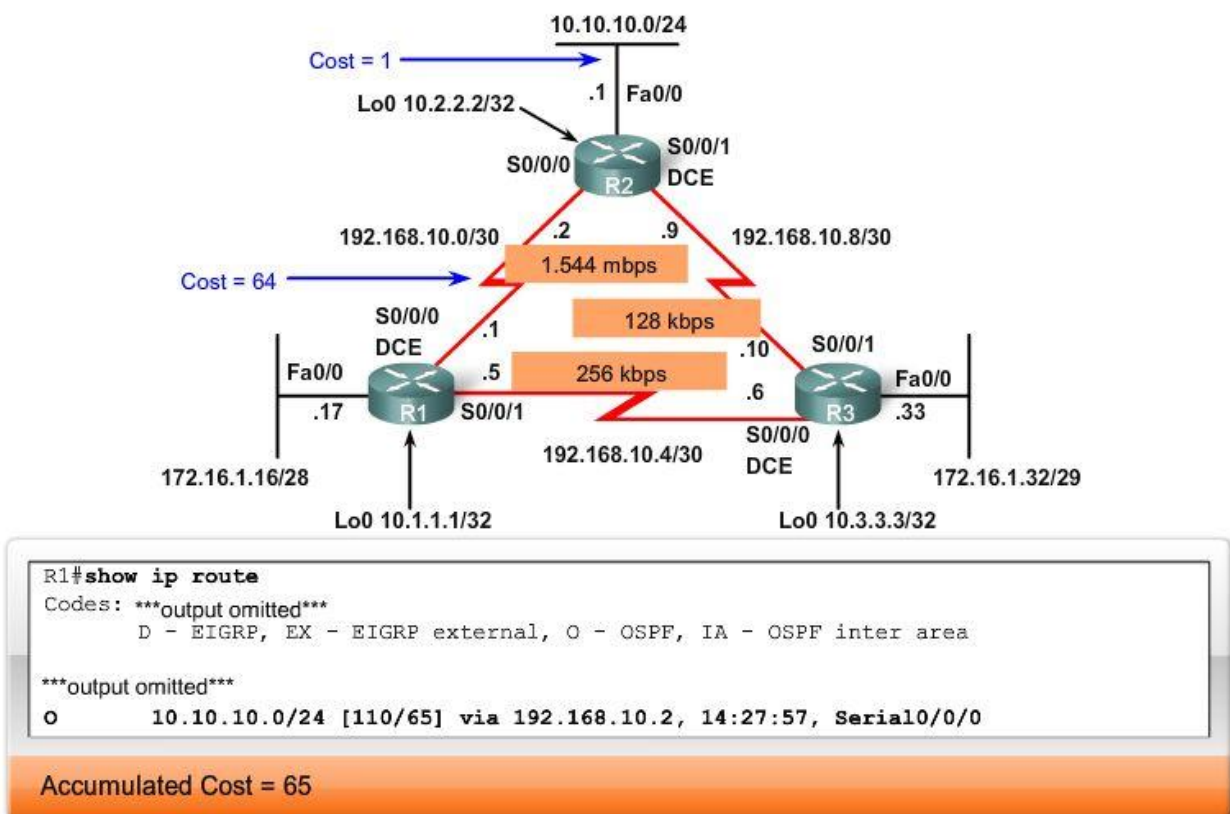 10.10.10.0/24
Cost = 1
.1
Fa0/0
Lo0 10.2.2.2/32
S0/0/0
S0/0/1
DCE
R2
192.168.10.0/30
.2
.9
192.168.10.8/30
1.544 mbps
Cost = 64
128 kbps
S0/0/0
DCE
.1
.10
S0/0/1
Fa0/0
.5
256 kbps
.6
Fa0/0
.17
R1
S0/0/1
R3
.33
192.168.10.4/30
S0/0/0
DCE
172.16.1.16/28
172.16.1.32/29
Lo0 10.1.1.1/32
Lo0 10.3.3.3/32
R1#show ip route
Codes: ***output omitted***
D - EIGRP, EX - EIGRP external, O - OSPF, IA - OSPF inter area
***output omitted***
O 10.10.10.0/24 [110/65] via 192.168.10.2, 14:27:57, Serial0/0/0
Accumulated Cost = 65